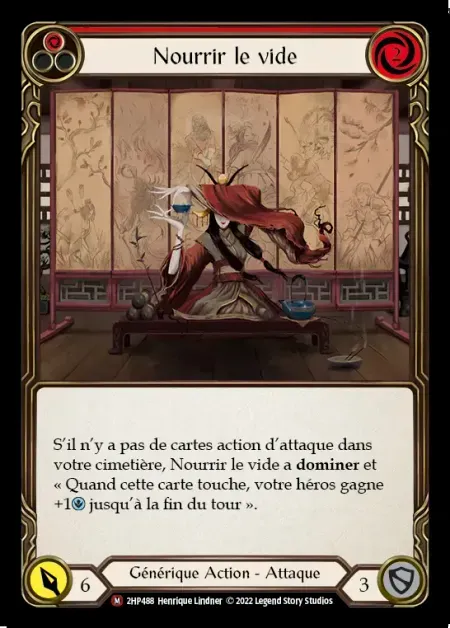 Nourrir le vide
2
S'il n'y a pas de cartes action d'attaque dans
votre cimetière, Nourrir le vide a dominer et
« Quand cette carte touche, votre héros gagne
+1 jusqu'à la fin du tour ».
6
Générique Action - Attaque
3
M 2HP488 Henrique Lindner © 2022 Legend Story Studios